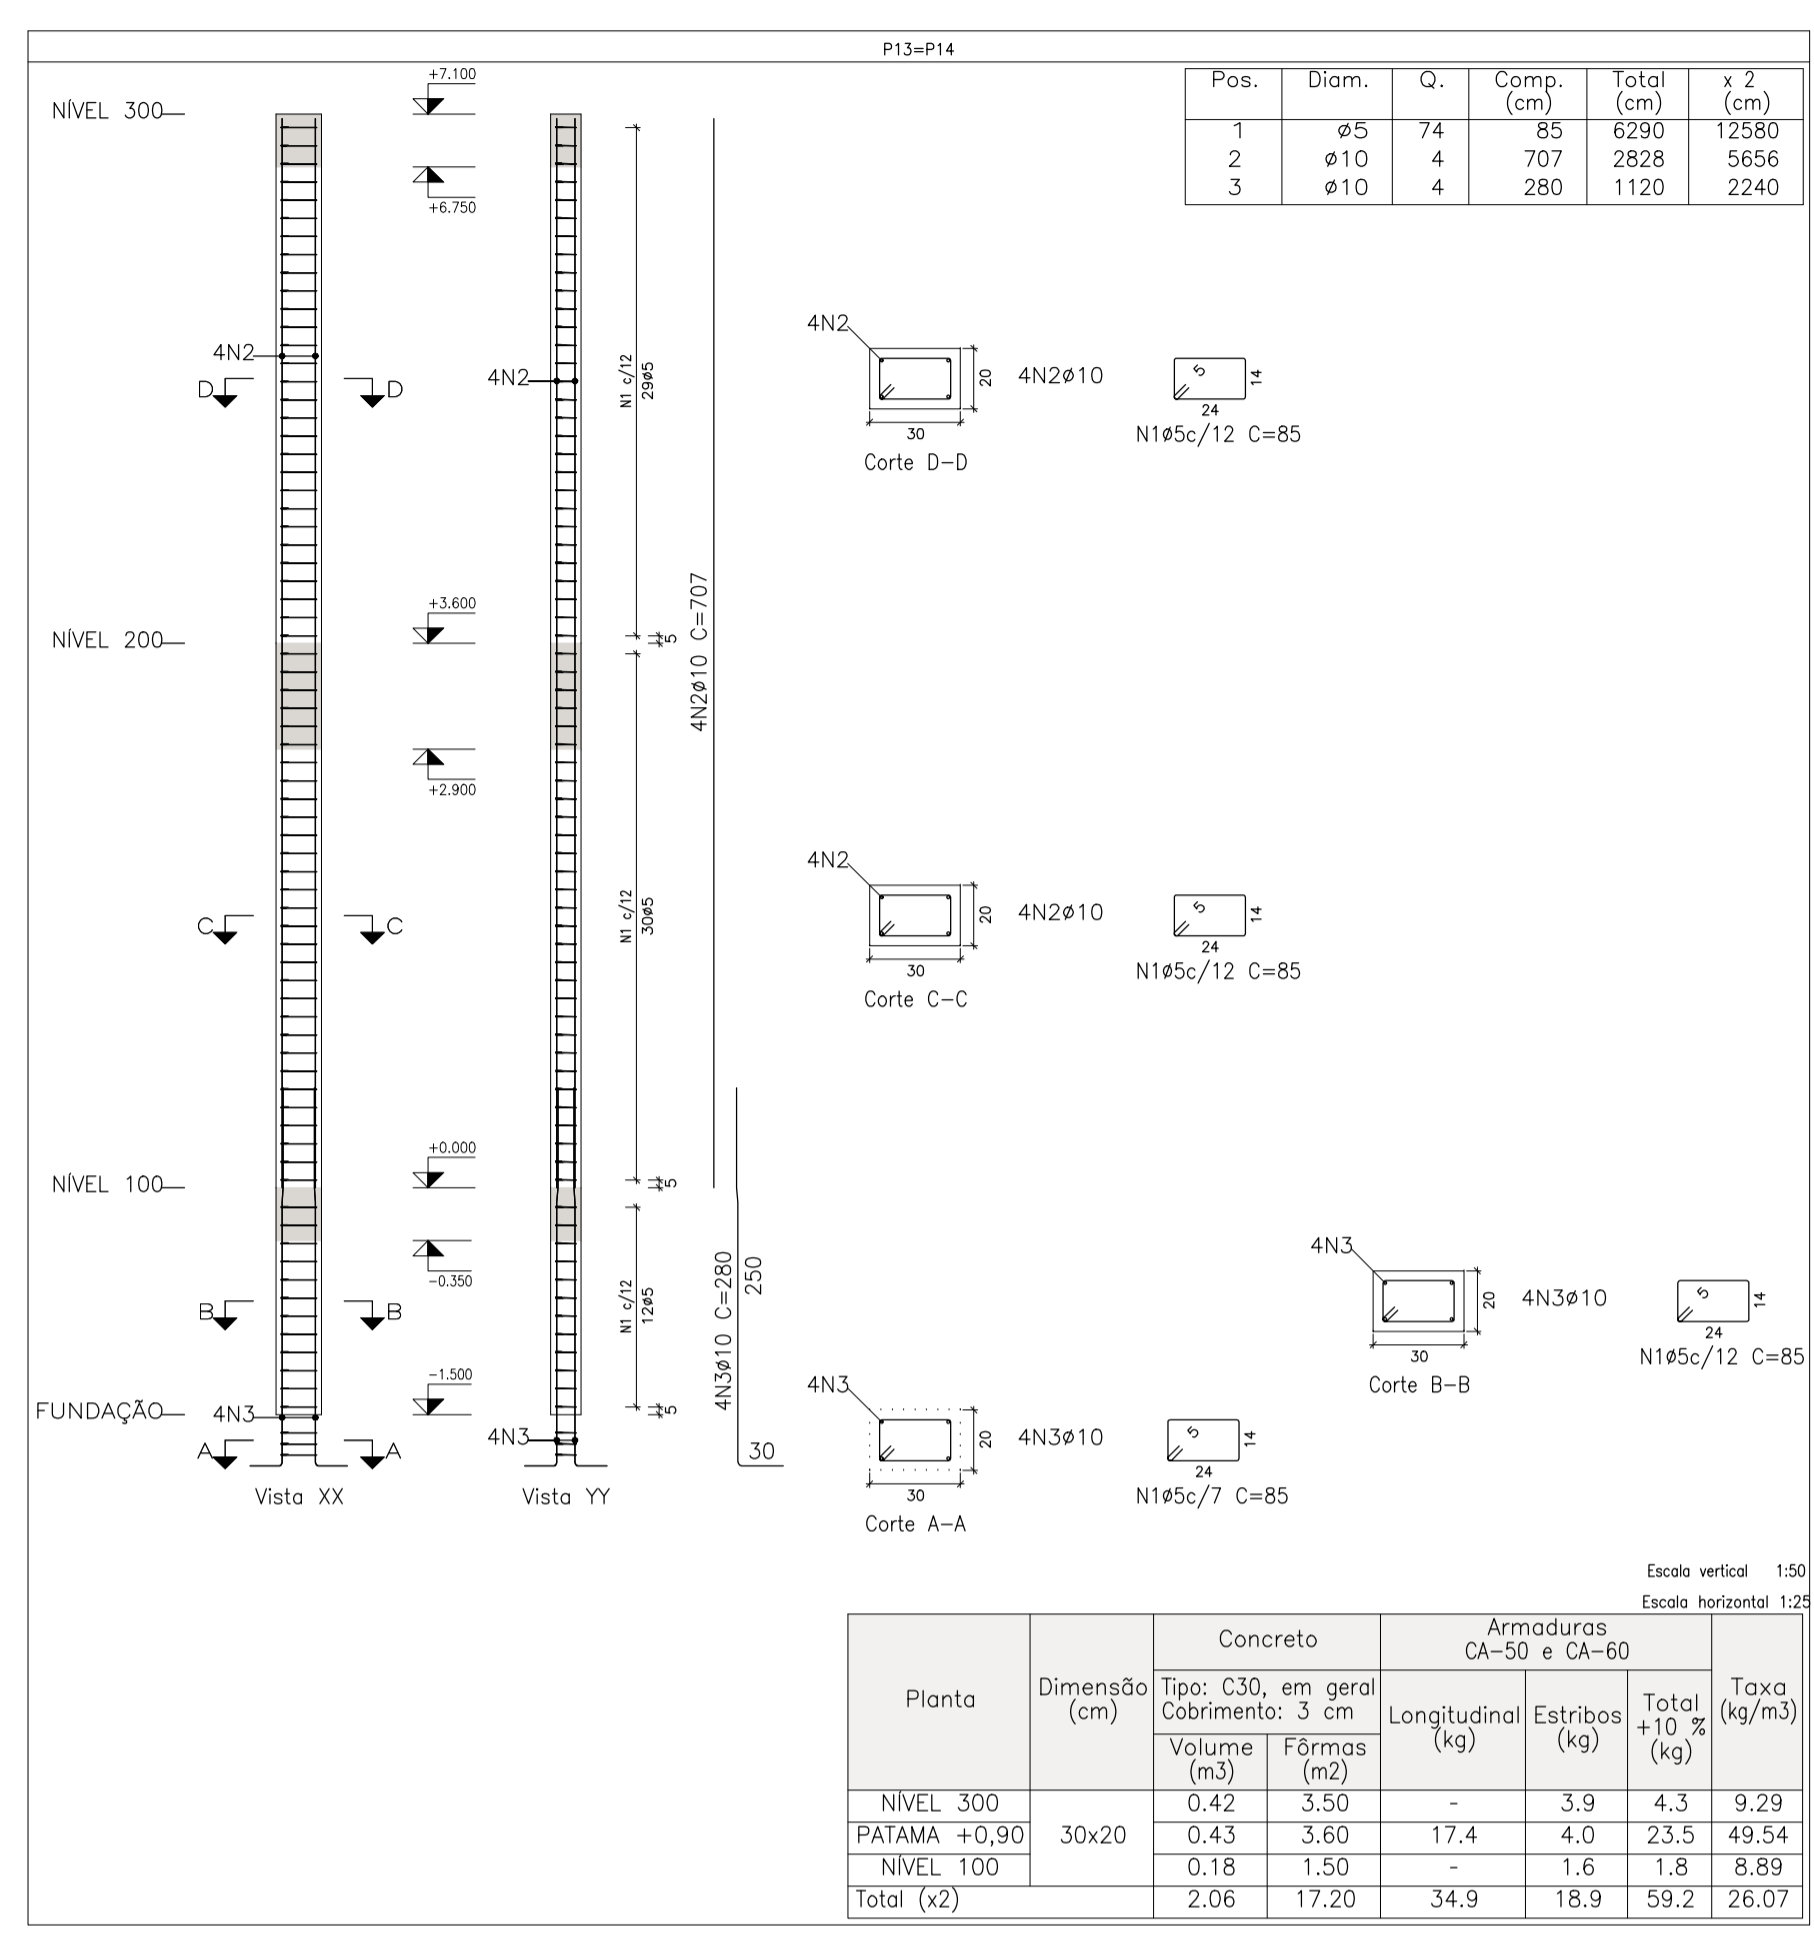 P13=P14
Pos. Diam. Q. Comp. (cm) Total (cm) x 2 (cm)
1 ø5 74 85 6290 12580
2 ø10 4 707 2828 5656
3 ø10 4 280 1120 2240
NÍVEL 300
+7.100
+6.750
4N2
D D
4N2
N1 c/12
29ø5
5
NÍVEL 200
+3.600
+2.900
4N2ø10 C=707
C C
N1 c/12
30ø5
5
NÍVEL 100
+0.000
-0.350
B B
N1 c/12
12ø5
5
4N3ø10 C=280
250
30
FUNDAÇÃO
-1.500
4N3
4N3
A A
Vista XX
Vista YY
4N2
20
30
4N2ø10
Corte D-D
5
14
24
N1ø5c/12 C=85
4N2
20
30
4N2ø10
Corte C-C
5
14
24
N1ø5c/12 C=85
4N3
20
30
4N3ø10
Corte B-B
5
14
24
N1ø5c/12 C=85
4N3
20
30
4N3ø10
Corte A-A
5
14
24
N1ø5c/7 C=85
Escala vertical 1:50
Escala horizontal 1:25
Planta
Dimensão
(cm)
Concreto
Tipo: C30, em geral
Cobrimento: 3 cm
Volume
(m3)
Fôrmas
(m2)
Armaduras
CA-50 e CA-60
Longitudinal
(kg)
Estribos
(kg)
Total
+10 %
(kg)
Taxa
(kg/m3)
NÍVEL 300 0.42 3.50 - 3.9 4.3 9.29
PATAMA +0,90 30x20 0.43 3.60 17.4 4.0 23.5 49.54
NÍVEL 100 0.18 1.50 - 1.6 1.8 8.89
Total (x2) 2.06 17.20 34.9 18.9 59.2 26.07